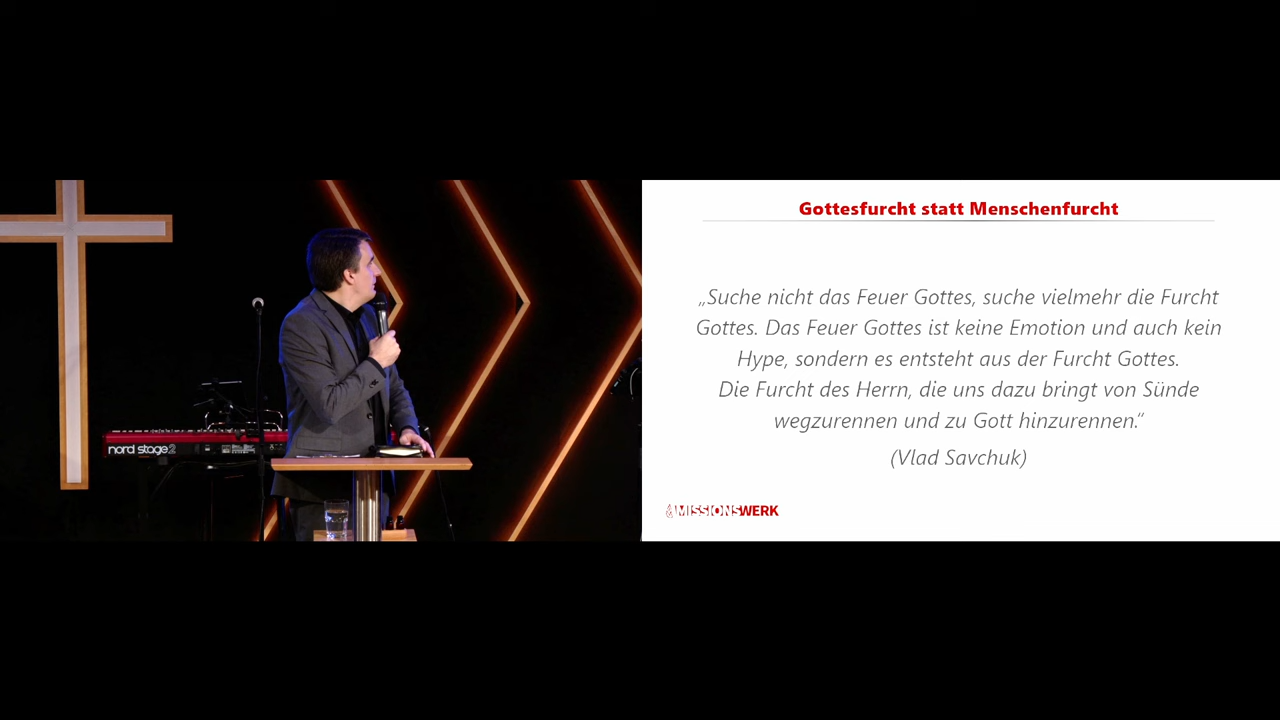 nord stage 2
Gottesfurcht statt Menschenfurcht
„Suche nicht das Feuer Gottes, suche vielmehr die Furcht
Gottes. Das Feuer Gottes ist keine Emotion und auch kein
Hype, sondern es entsteht aus der Furcht Gottes.
Die Furcht des Herrn, die uns dazu bringt von Sünde
wegzurennen und zu Gott hinzurennen.“
(Vlad Savchuk)
MISSIONSWERK